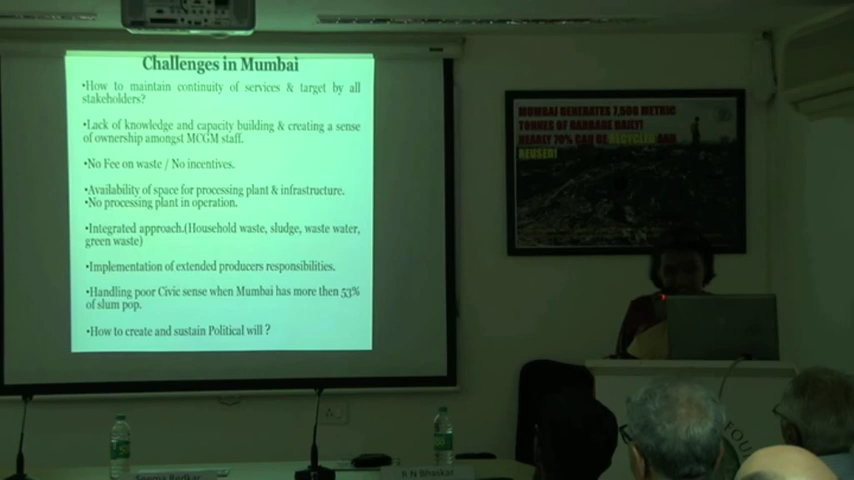 Challenges in Mumbai
•How to maintain continuity of services & target by all
stakeholders?
•Lack of knowledge and capacity building & creating a sense
of ownership amongst MCGM staff.
•No Fee on waste / No incentives.
•Availability of space for processing plant & infrastructure.
•No processing plant in operation.
•Integrated approach.(Household waste, sludge, waste water,
green waste)
•Implementation of extended producers responsibilities.
•Handling poor Civic sense when Mumbai has more then 53%
of slum pop.
•How to create and sustain Political will ?
MUMBAI GENERATES 7,500 METRIC
TONNES OF GARBAGE DAILY!
NEARLY 70% CAN BE RECYCLED AND
REUSED!
Seema Redkar
R N Bhaskar
FOU